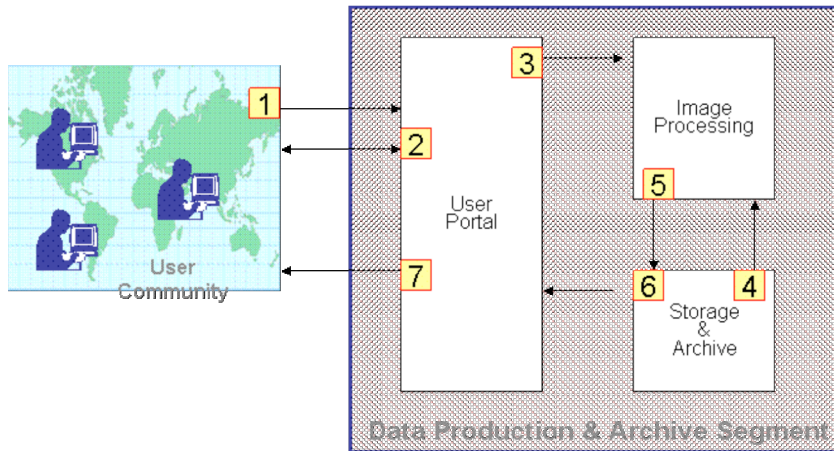 1
2
7
User
Community
3
User
Portal
Image
Processing
5
6
4
Storage
&
Archive
Data Production & Archive Segment